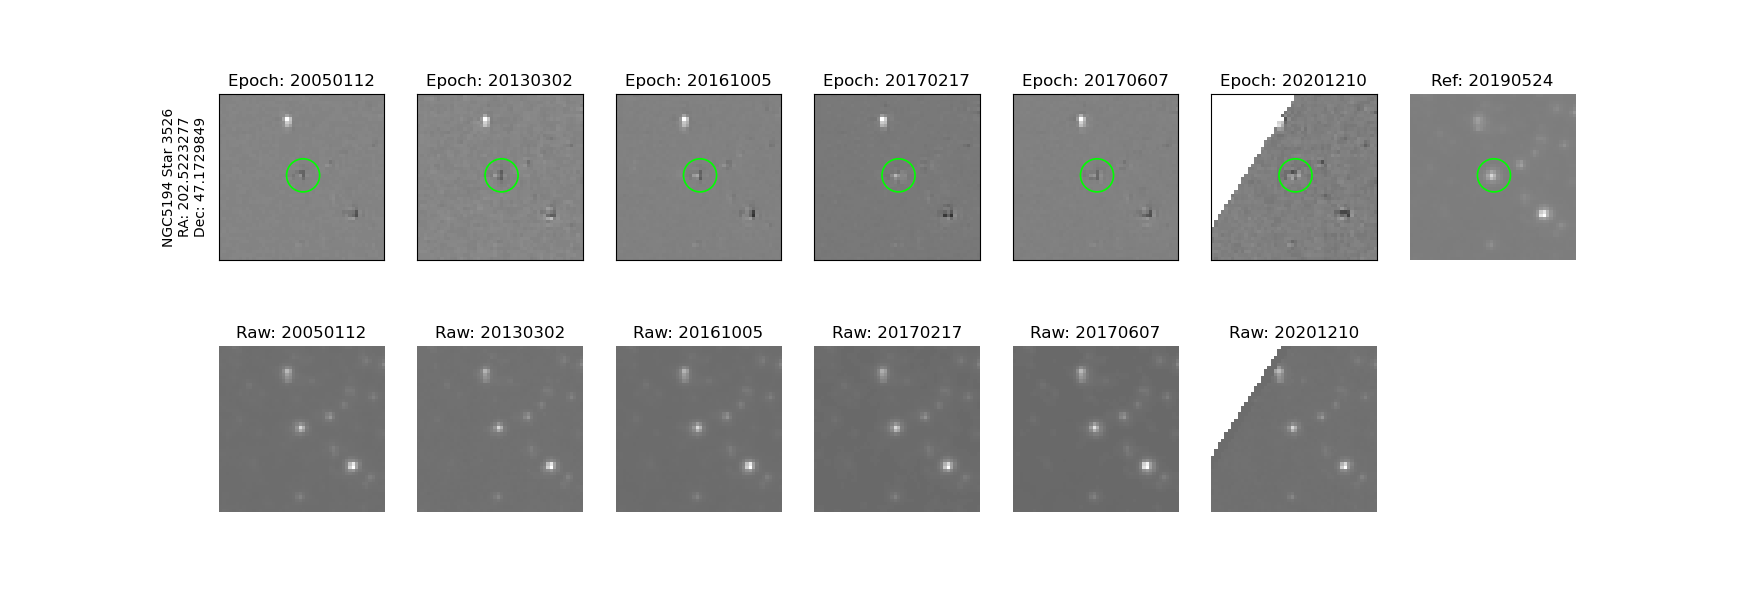 NGC5194 Star 3526
RA: 202.5223277
Dec: 47.1729849
Epoch: 20050112
Epoch: 20130302
Epoch: 20161005
Epoch: 20170217
Epoch: 20170607
Epoch: 20201210
Ref: 20190524
Raw: 20050112
Raw: 20130302
Raw: 20161005
Raw: 20170217
Raw: 20170607
Raw: 20201210